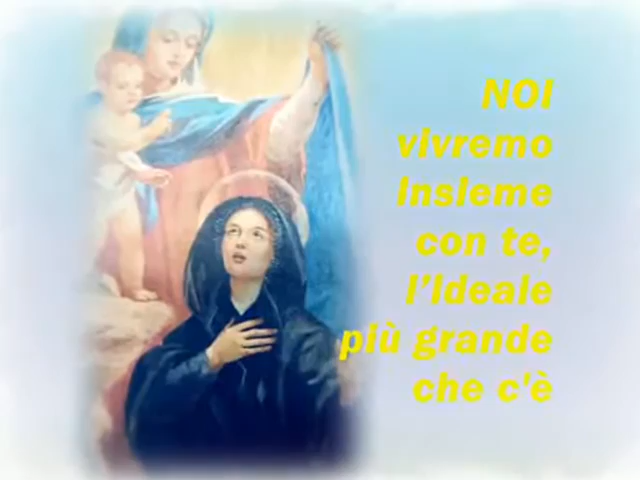 NOI
vivremo
insieme
con te,
l'ideale
più grande
che c'è